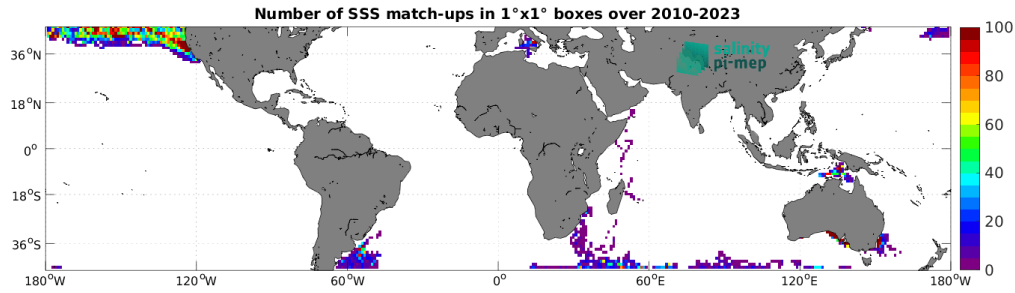 Number of SSS match-ups in 1°x1° boxes over 2010-2023
salinity
pi-mep
36°N
18°N
0°
18°S
36°S
180°W
120°W
60°W
0°
60°E
120°E
180°W
100
80
60
40
20
0